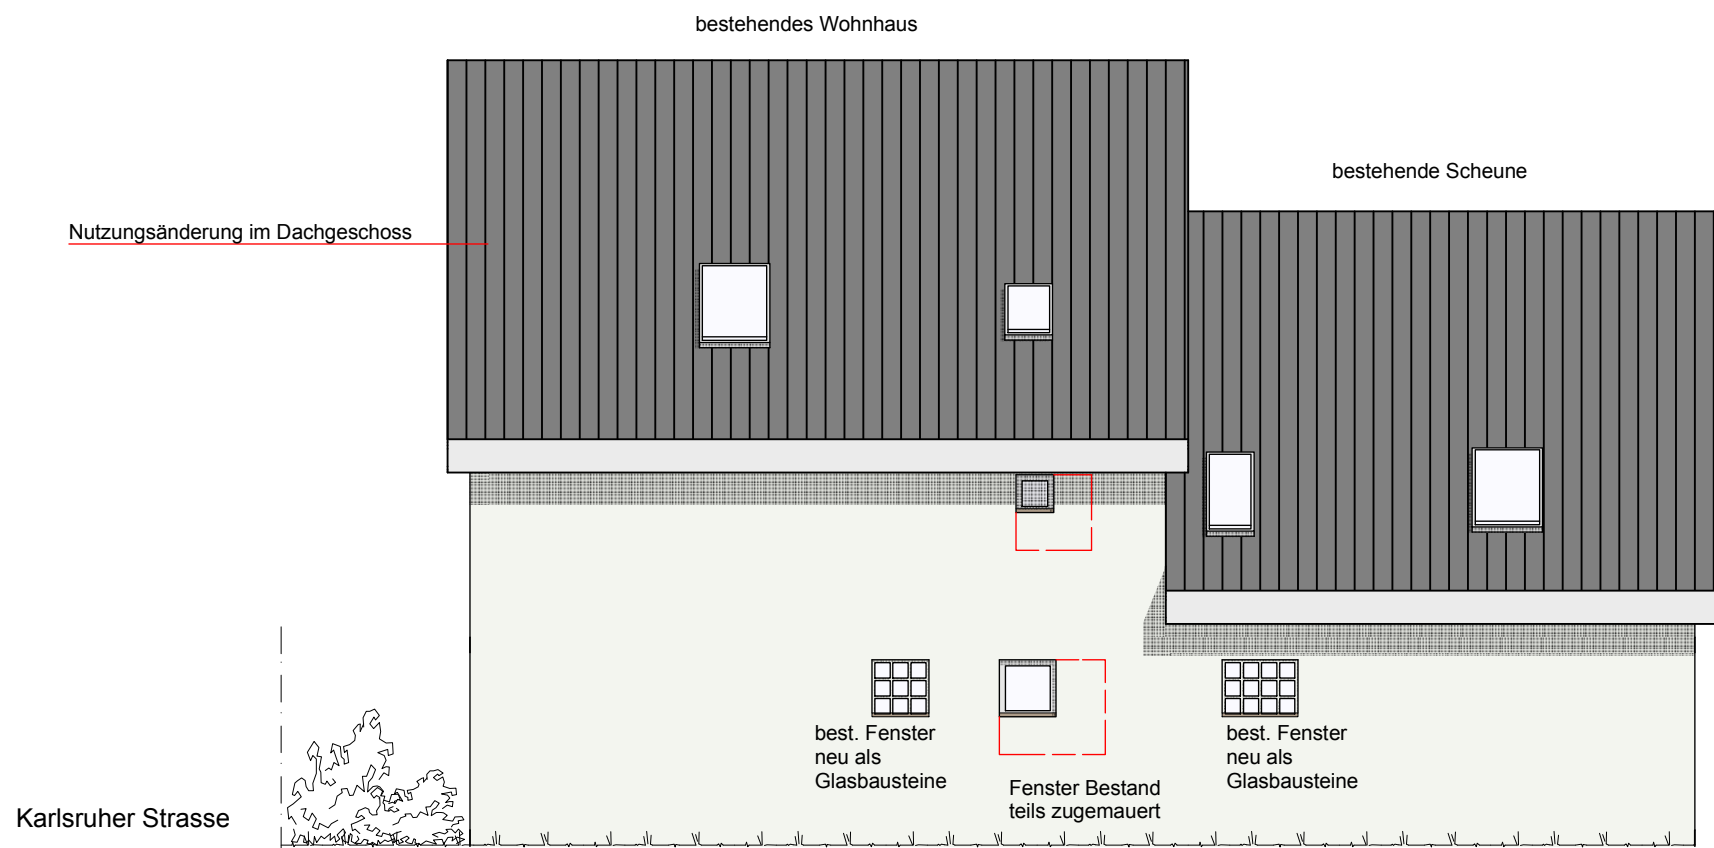 bestehendes Wohnhaus
bestehende Scheune
Nutzungsänderung im Dachgeschoss
best. Fenster
neu als
Glasbausteine
Fenster Bestand
teils zugemauert
best. Fenster
neu als
Glasbausteine
Karlsruher Strasse